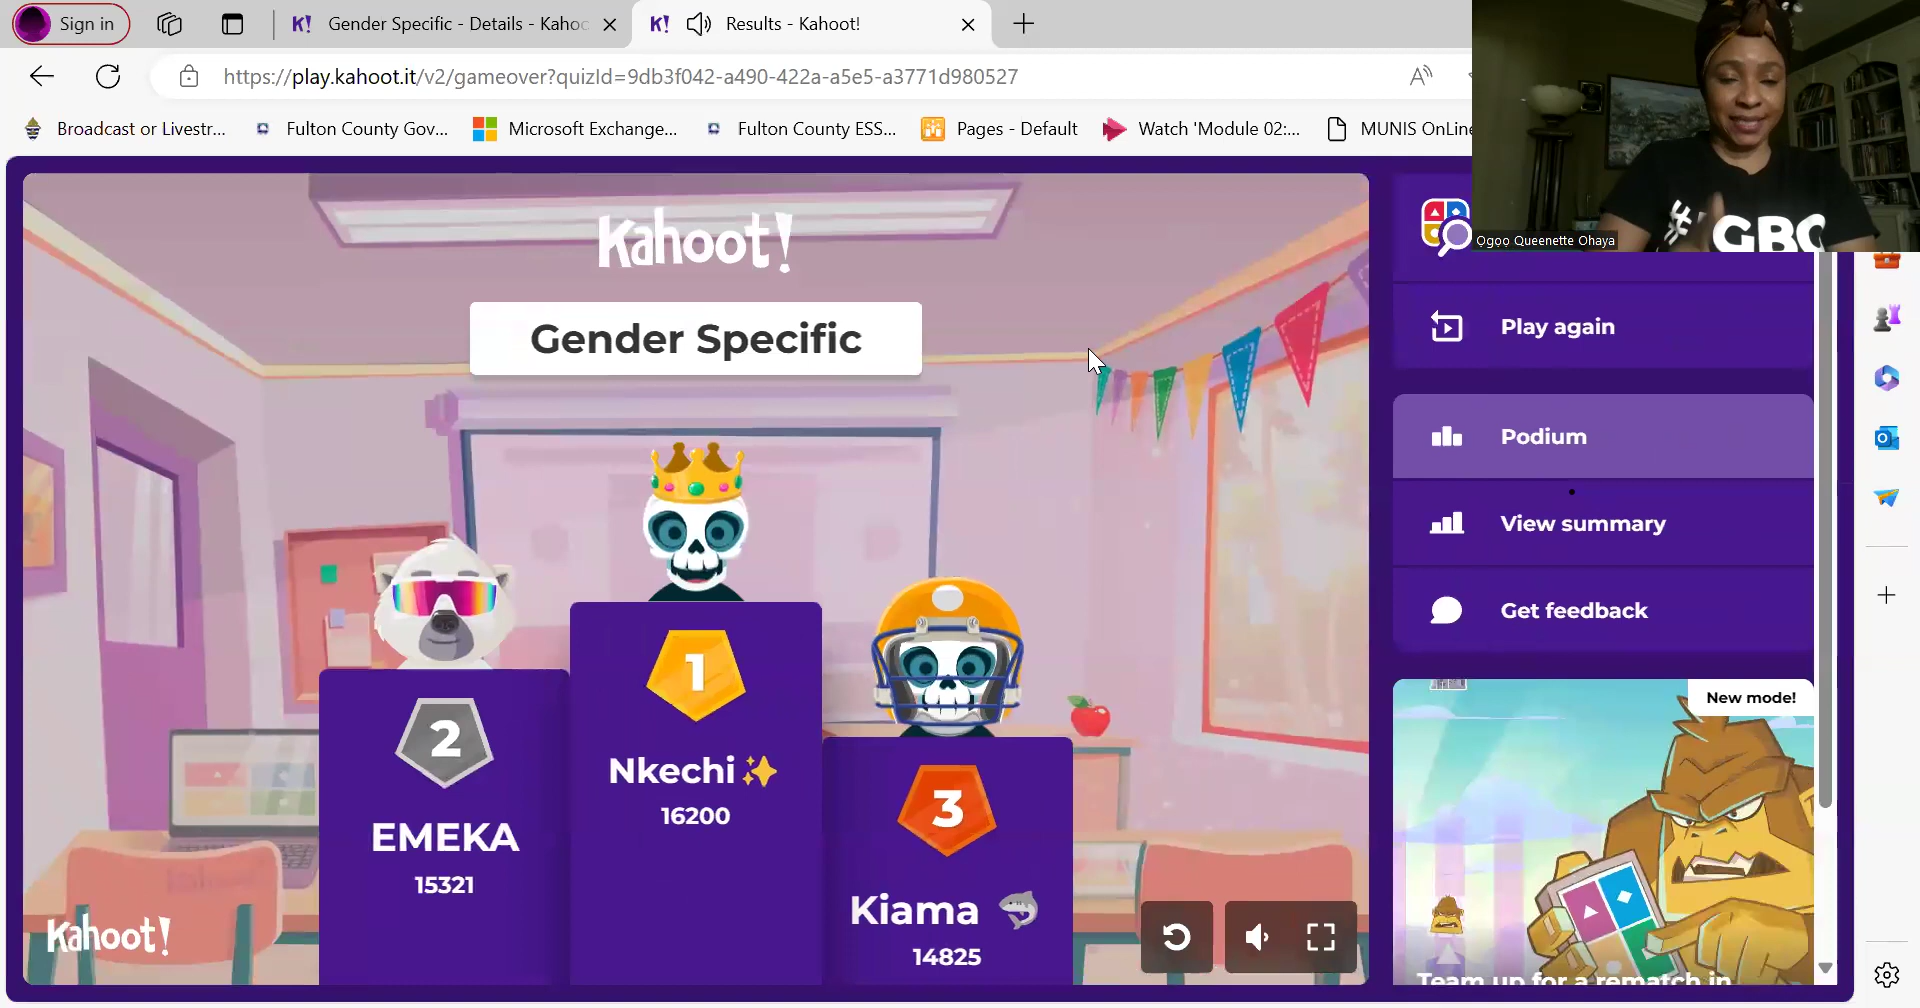 Sign in
Gender Specific - Details - Kahoo
Results - Kahoot!
https://play.kahoot.it/v2/gameover?quizId=9db3f042-a490-422a-a5e5-a3771d980527
Broadcast or Livestr...
Fulton County Gov...
Microsoft Exchange...
Fulton County ESS...
Pages - Default
Watch 'Module 02:...
MUNIS OnLine
#IGBO
Ogoo Queenette Ohaya
Kahoot!
Gender Specific
1
Nkechi✨
16200
2
EMEKA
15321
3
Kiama 🦈
14825
Kahoot!
Play again
Podium
View summary
Get feedback
New mode!
Team up for a rematch in